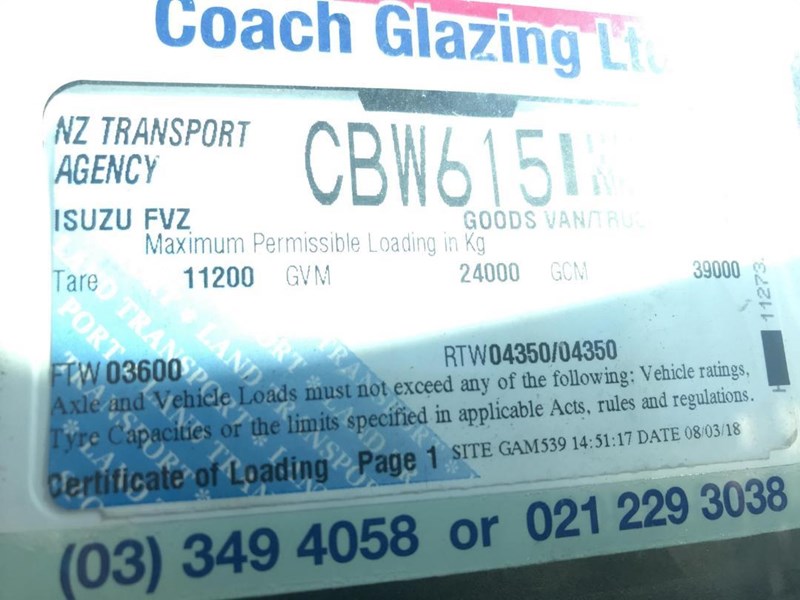 Coach Glazing Ltd
NZ TRANSPORT
AGENCY
CBW615
ISUZU FVZ GOODS VAN/TRUC
Maximum Permissible Loading in Kg
Tare 11200 GVM 24000 GCM 39000
11273
FTW 03600 RTW04350/04350
Axle and Vehicle Loads must not exceed any of the following: Vehicle ratings,
Tyre Capacities or the limits specified in applicable Acts, rules and regulations.
Certificate of Loading Page 1 SITE GAM539 14:51:17 DATE 08/03/18
(03) 349 4058 or 021 229 3038